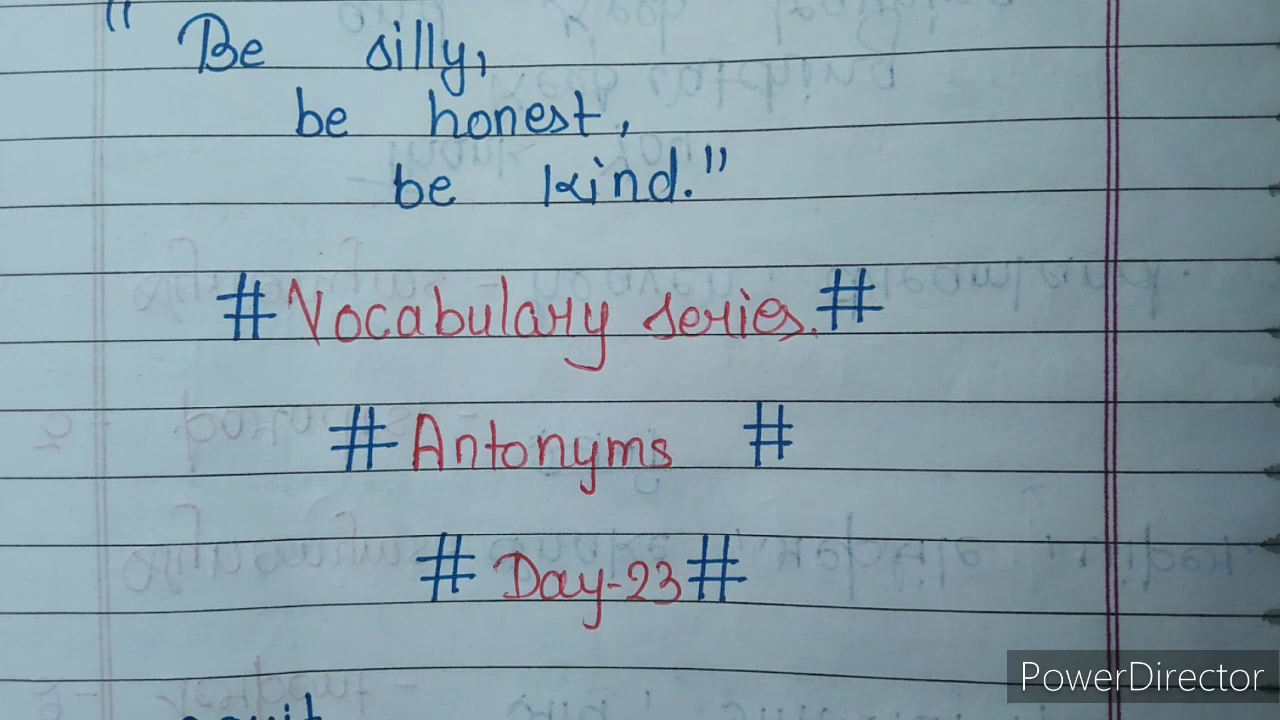 " Be silly,
be honest,
be kind."
# Vocabulary series. #
# Antonyms #
# Day-23 #
PowerDirector